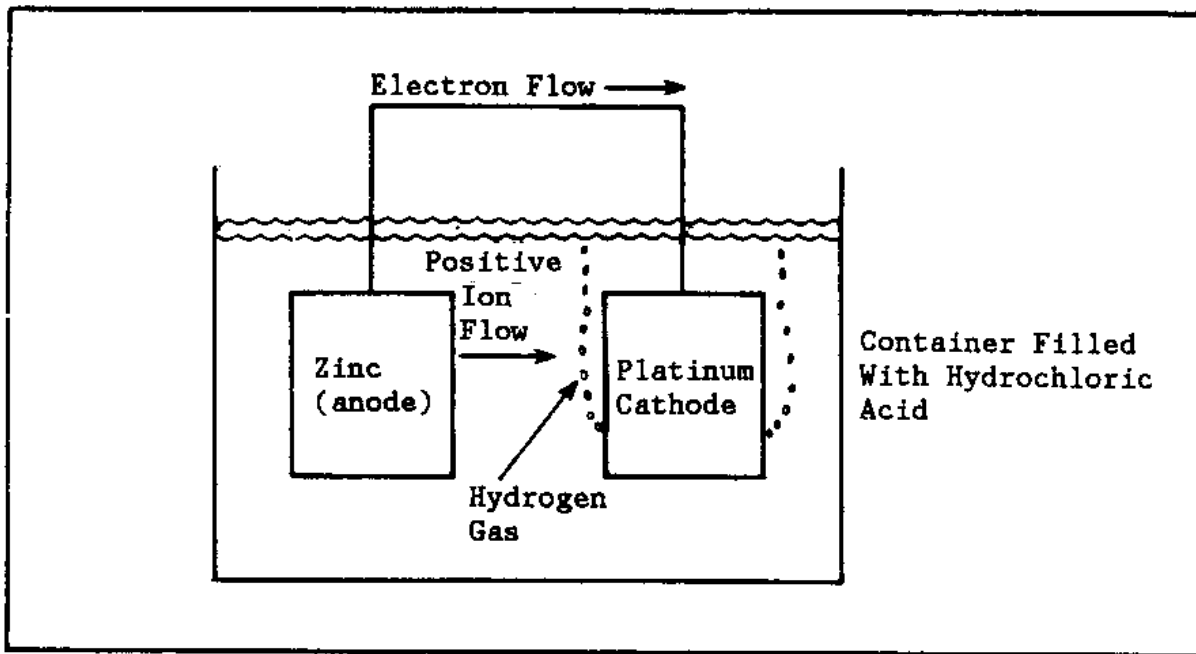 Electron Flow
Positive
Ion
Flow
Zinc
(anode)
Platinum
Cathode
Hydrogen
Gas
Container Filled
With Hydrochloric
Acid